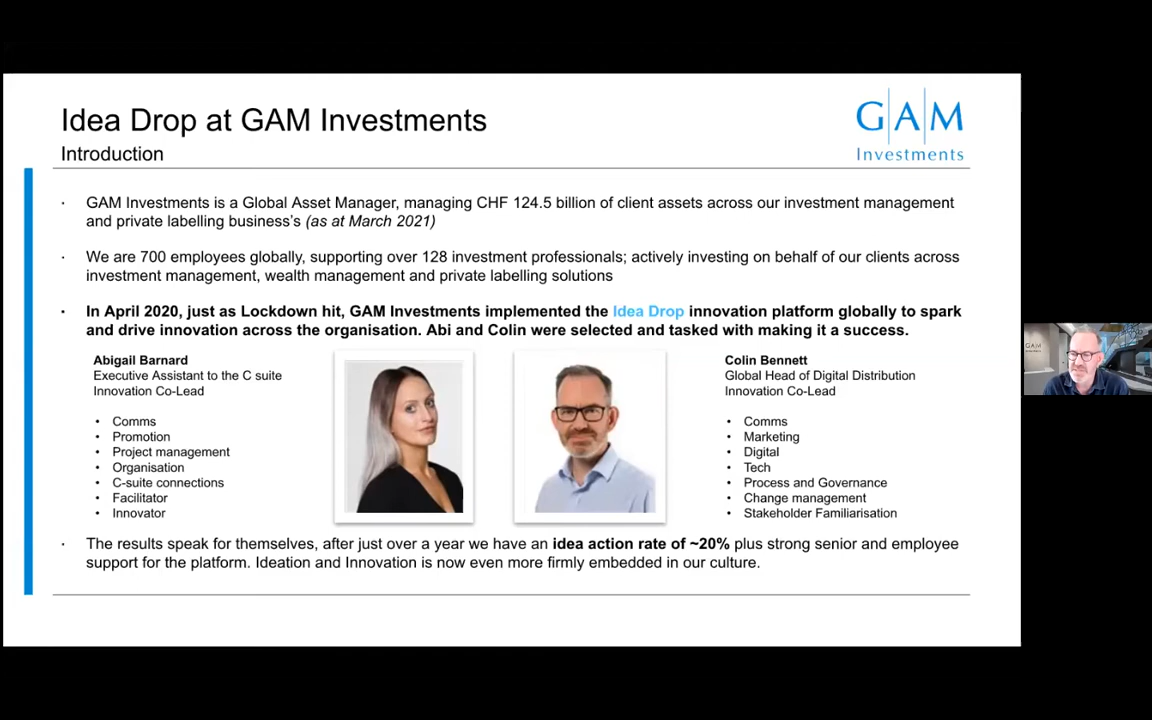 Idea Drop at GAM Investments
Introduction
GAM
Investments
· GAM Investments is a Global Asset Manager, managing CHF 124.5 billion of client assets across our investment management
and private labelling business's (as at March 2021)
· We are 700 employees globally, supporting over 128 investment professionals; actively investing on behalf of our clients across
investment management, wealth management and private labelling solutions
· In April 2020, just as Lockdown hit, GAM Investments implemented the Idea Drop innovation platform globally to spark
and drive innovation across the organisation. Abi and Colin were selected and tasked with making it a success.
Abigail Barnard
Executive Assistant to the C suite
Innovation Co-Lead
• Comms
• Promotion
• Project management
• Organisation
• C-suite connections
• Facilitator
• Innovator
Colin Bennett
Global Head of Digital Distribution
Innovation Co-Lead
• Comms
• Marketing
• Digital
• Tech
• Process and Governance
• Change management
• Stakeholder Familiarisation
· The results speak for themselves, after just over a year we have an idea action rate of ~20% plus strong senior and employee
support for the platform. Ideation and Innovation is now even more firmly embedded in our culture.
GAM